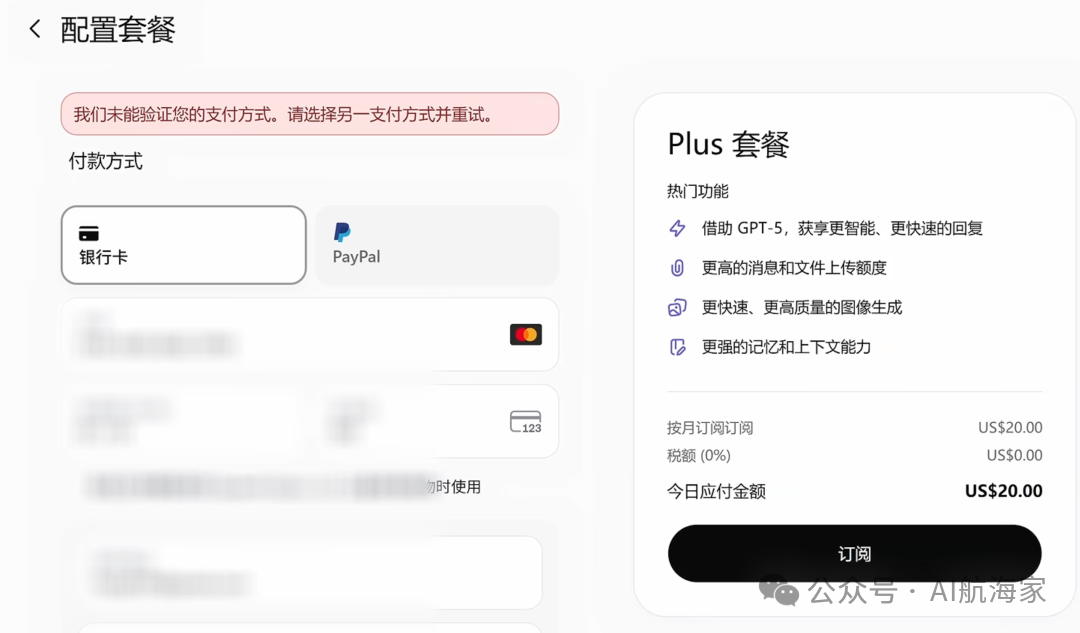 配置套餐
我们未能验证您的支付方式。请选择另一支付方式并重试。
付款方式
银行卡
PayPal
123
时使用
Plus 套餐
热门功能
借助 GPT-5，获享更智能、更快速的回复
更高的消息和文件上传额度
更快速、更高质量的图像生成
更强的记忆和上下文能力
按月订阅订阅 US$20.00
税额 (0%) US$0.00
今日应付金额 US$20.00
订阅
公众号 · AI航海家